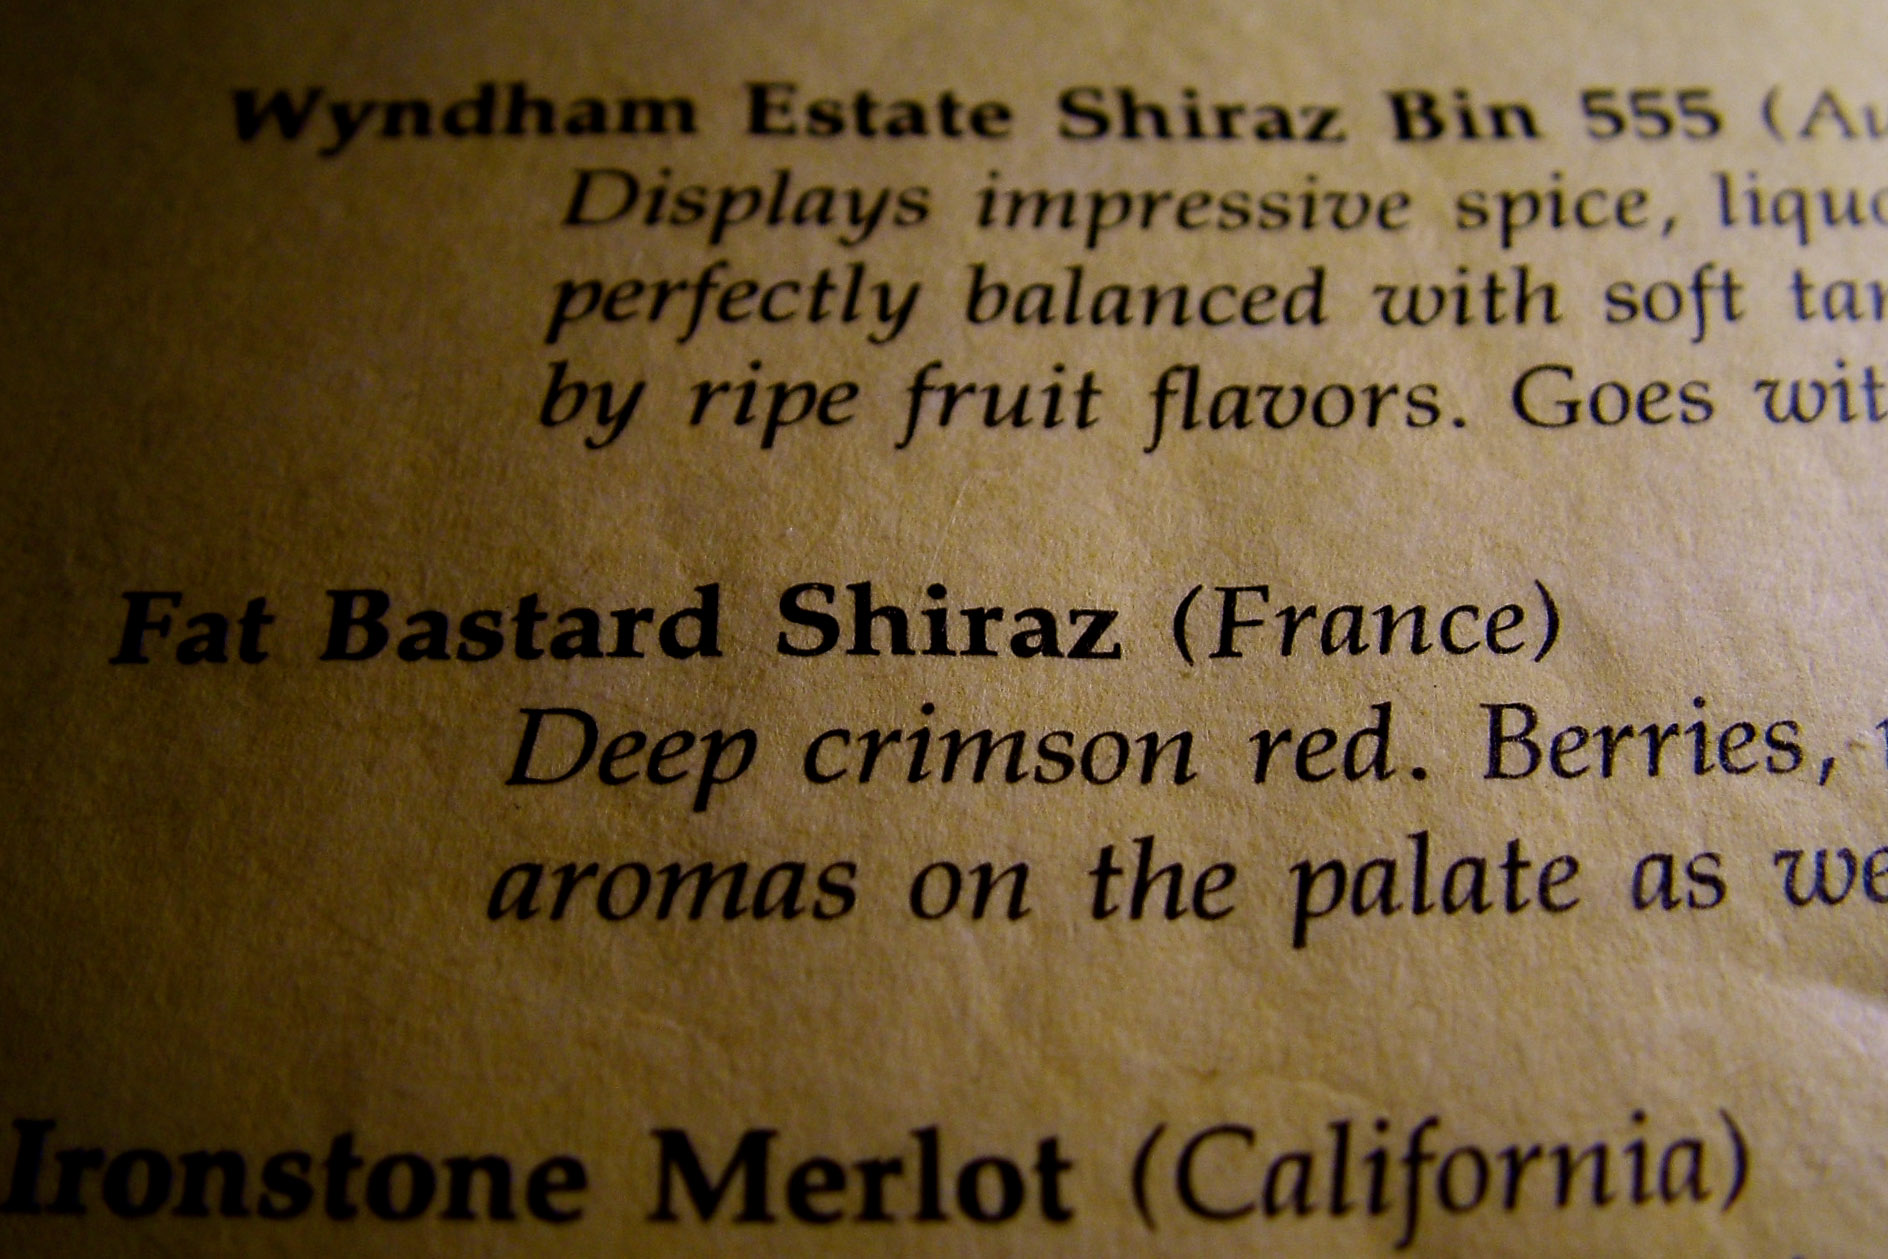 Wyndham Estate Shiraz Bin 555
Displays impressive spice,
perfectly balanced with soft
by ripe fruit flavors. Goes
Fat Bastard Shiraz (France)
Deep crimson red. Berries,
aromas on the palate as
Ironstone Merlot (California)